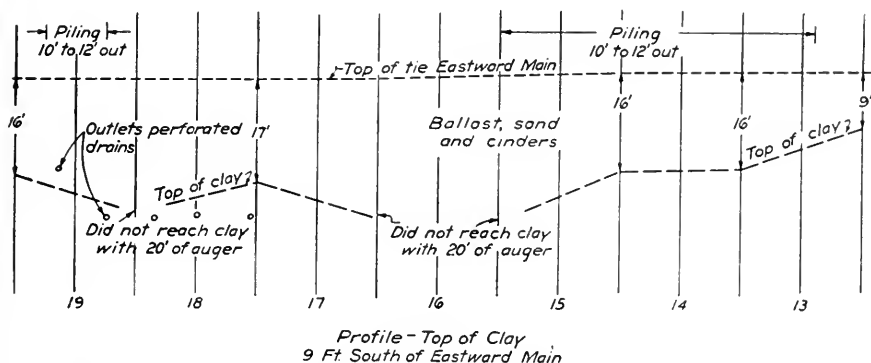 Piling
10' to 12' out
Piling
10' to 12' out
Top of tie Eastward Main
16'
Outlets perforated
drains
17'
Ballast, sand
and cinders
16'
16'
9'
Top of clay
Top of clay
Did not reach clay
with 20' of auger
Did not reach clay
with 20' of auger
19
18
17
16
15
14
13
Profile - Top of Clay
9 Ft. South of Eastward Main